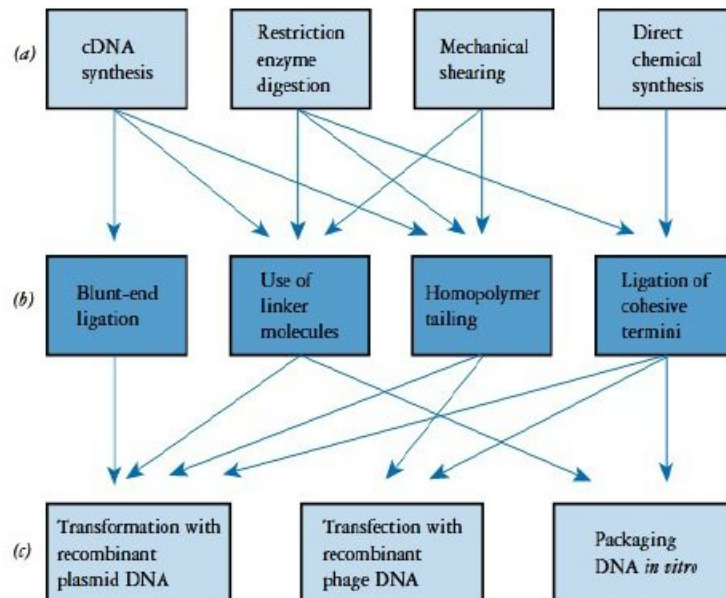 (a)
cDNA
synthesis
Restriction
enzyme
digestion
Mechanical
shearing
Direct
chemical
synthesis
(b)
Blunt-end
ligation
Use of
linker
molecules
Homopolymer
tailing
Ligation of
cohesive
termini
(c)
Transformation with
recombinant
plasmid DNA
Transfection with
recombinant
phage DNA
Packaging
DNA in vitro